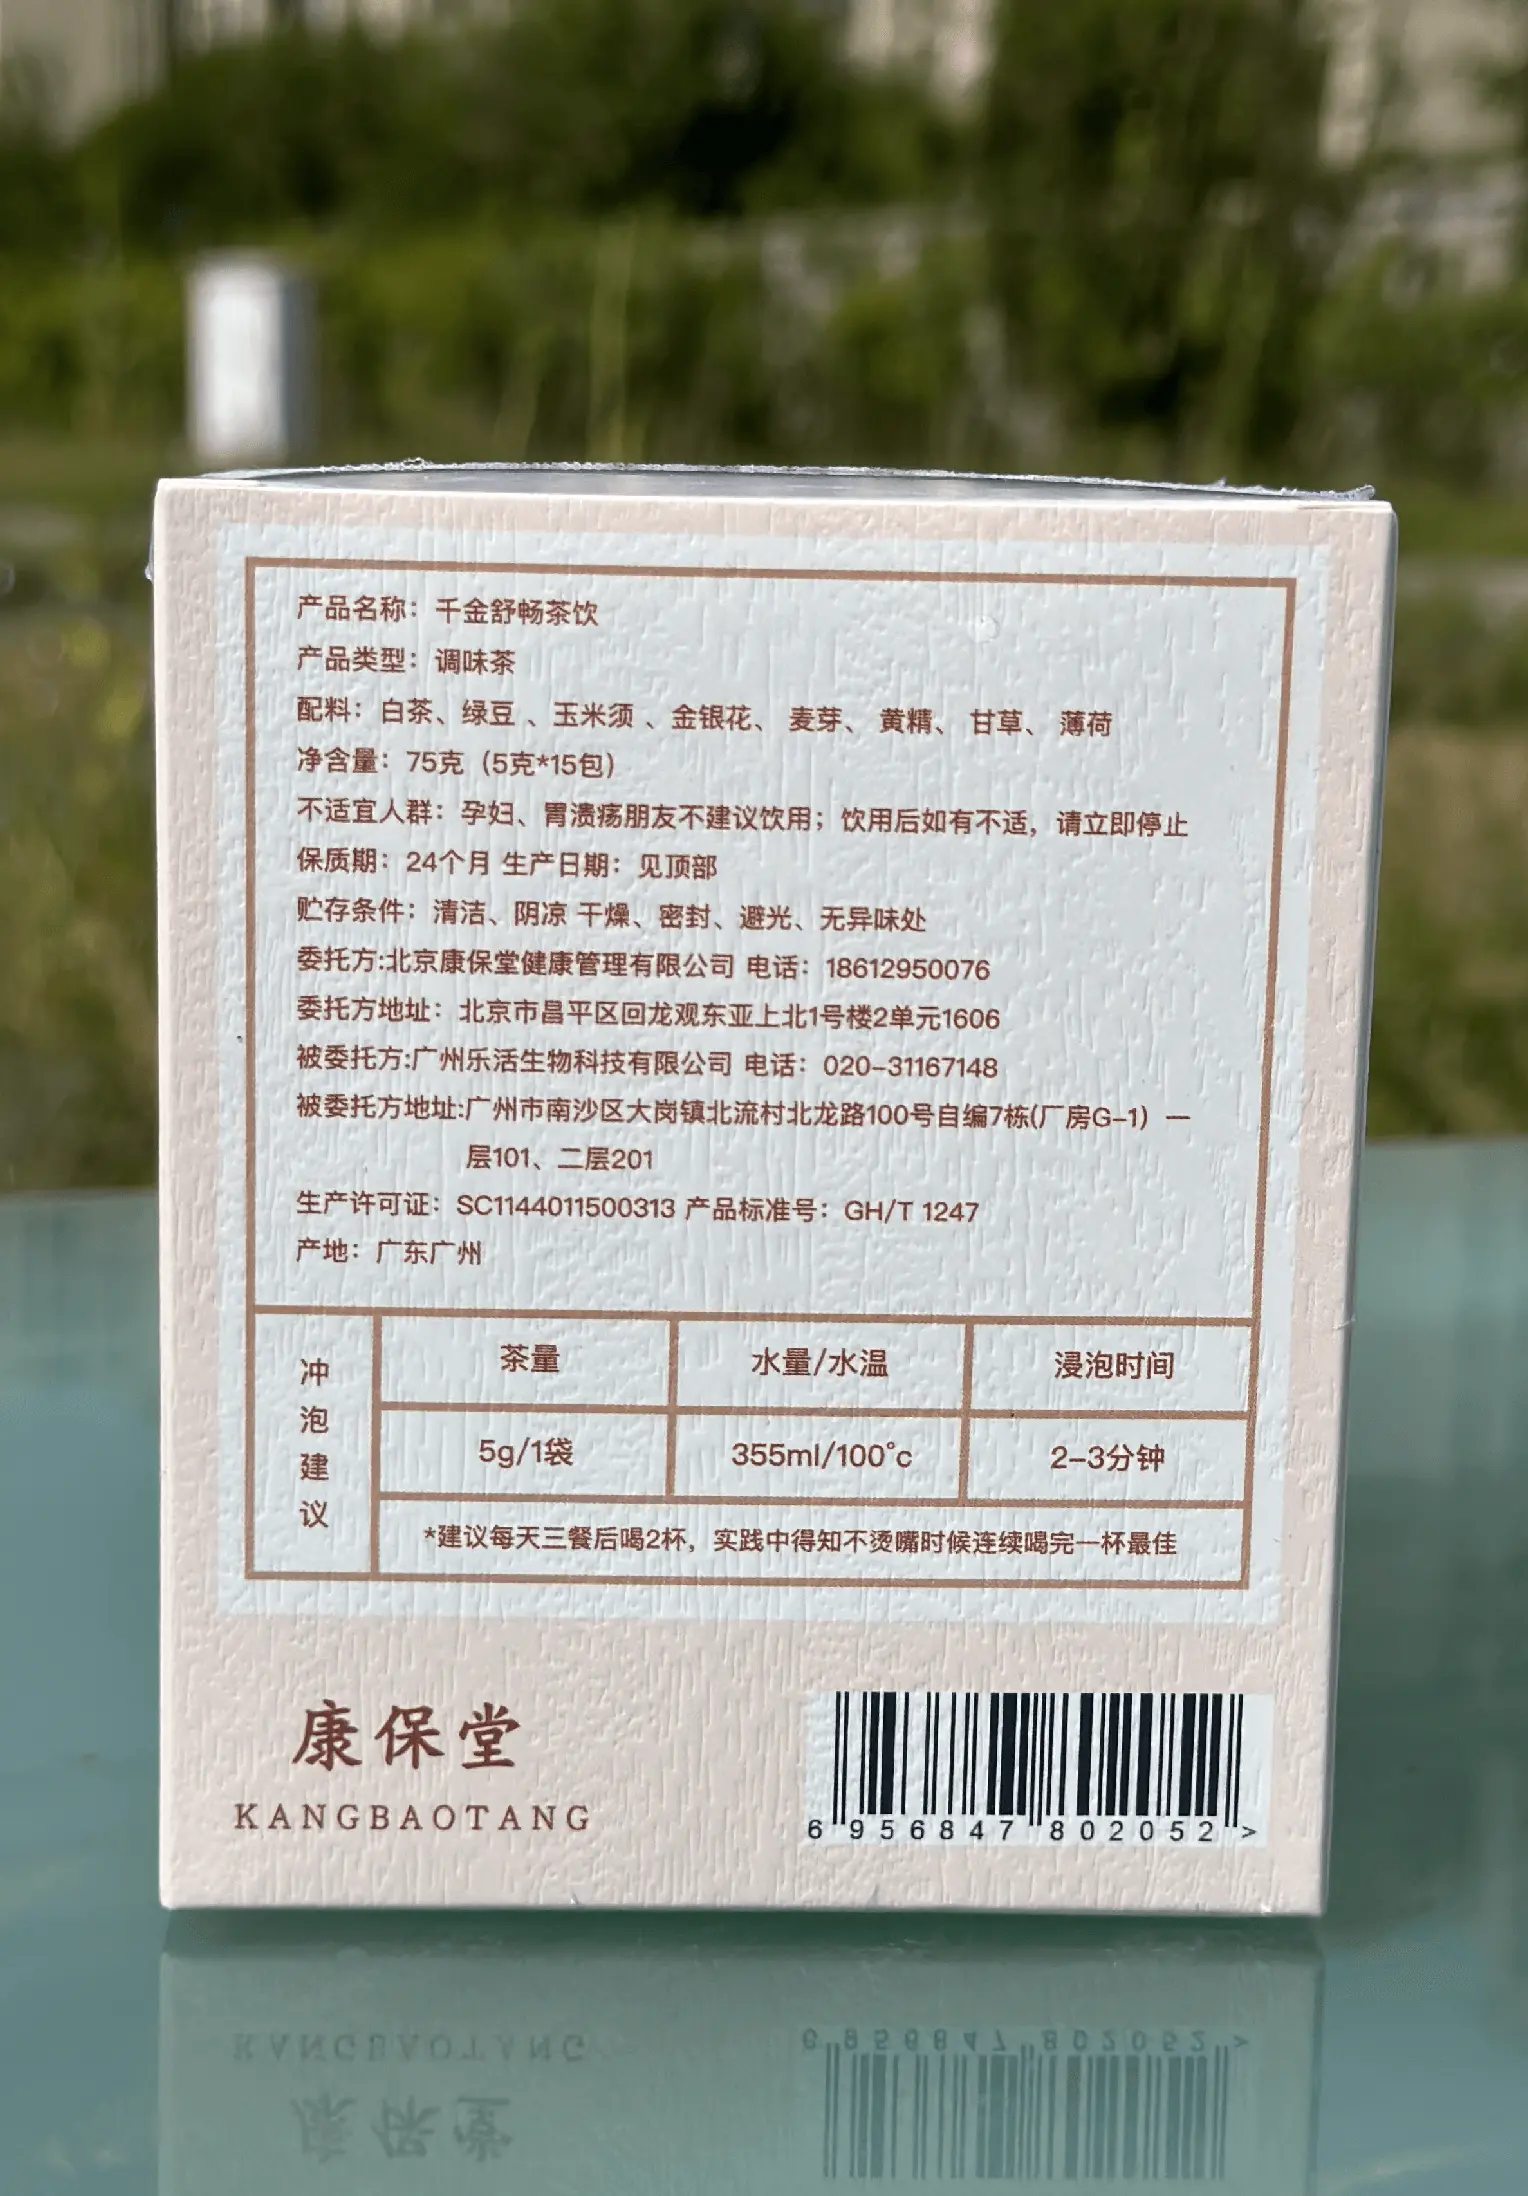 产品名称：千金舒畅茶饮
产品类型：调味茶
配料：白茶、绿豆 、玉米须 、金银花、 麦芽、 黄精、 甘草、 薄荷
净含量：75克（5克*15包）
不适宜人群：孕妇、胃溃疡朋友不建议饮用；饮用后如有不适，请立即停止
保质期：24个月 生产日期：见顶部
贮存条件：清洁、阴凉 干燥、密封、避光、无异味处
委托方:北京康保堂健康管理有限公司 电话：18612950076
委托方地址：北京市昌平区回龙观东亚上北1号楼2单元1606
被委托方:广州乐活生物科技有限公司 电话：020-31167148
被委托方地址:广州市南沙区大岗镇北流村北龙路100号自编7栋(厂房G-1）一
层101、二层201
生产许可证：SC1144011500313 产品标准号：GH/T 1247
产地：广东广州
冲泡建议
茶量 水量/水温 浸泡时间
5g/1袋 355ml/100°c 2-3分钟
*建议每天三餐后喝2杯，实践中得知不烫嘴时候连续喝完一杯最佳
康保堂
KANGBAOTANG
6 956847 802052 >